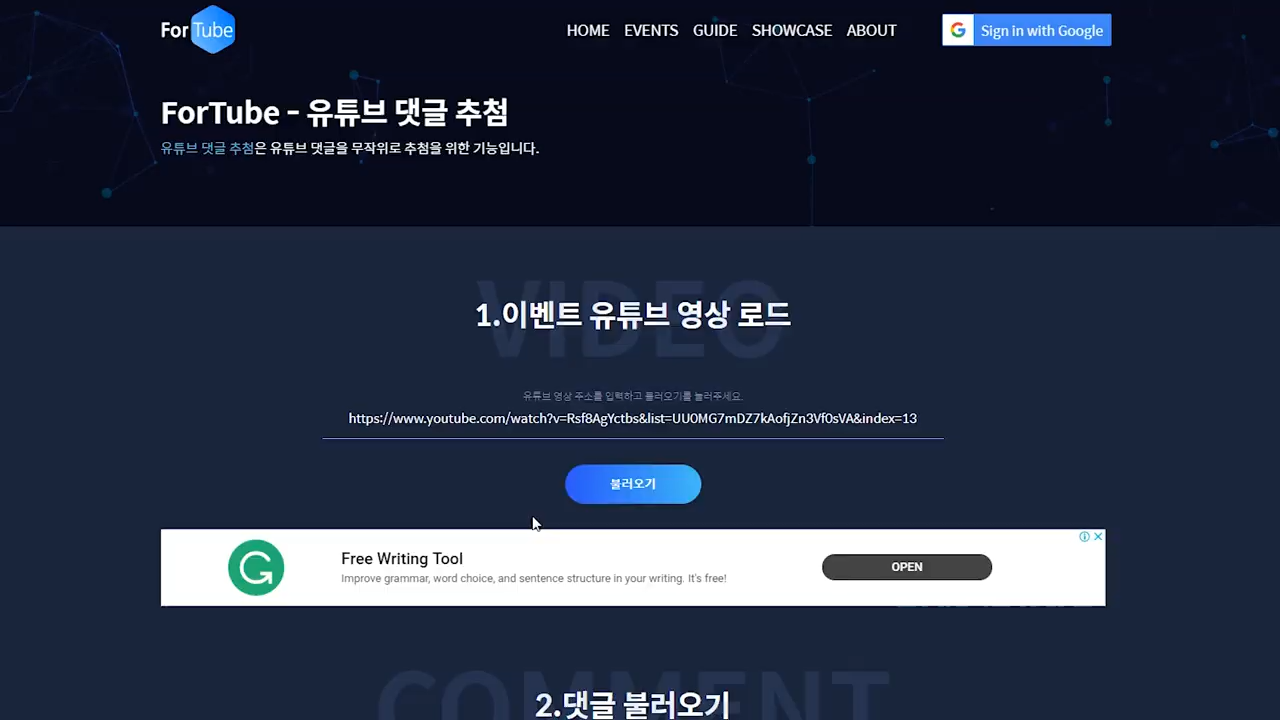 ForTube
HOME EVENTS GUIDE SHOWCASE ABOUT
Sign in with Google
ForTube - 유튜브 댓글 추첨
유튜브 댓글 추첨은 유튜브 댓글을 무작위로 추첨을 위한 기능입니다.
VIDEO
1.이벤트 유튜브 영상 로드
유튜브 영상 주소를 입력하고 불러오기를 눌러주세요.
https://www.youtube.com/watch?v=Rsf8AgYctbs&list=UU0MG7mDZ7kAofjZn3Vf0sVA&index=13
불러오기
Free Writing Tool
Improve grammar, word choice, and sentence structure in your writing. It's free!
OPEN
COMMENT
2.댓글 불러오기